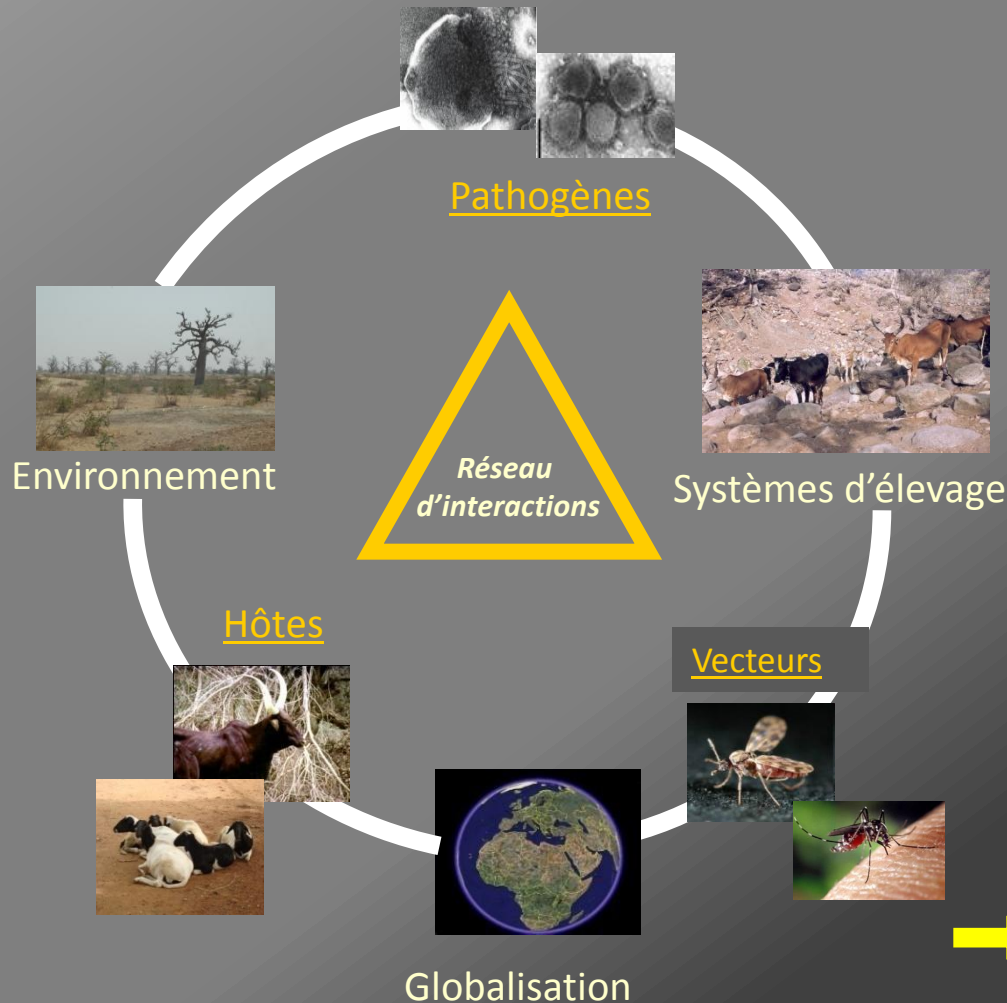 Pathogènes
Environnement
Réseau
d'interactions
Systèmes d'élevage
Hôtes
Vecteurs
Globalisation